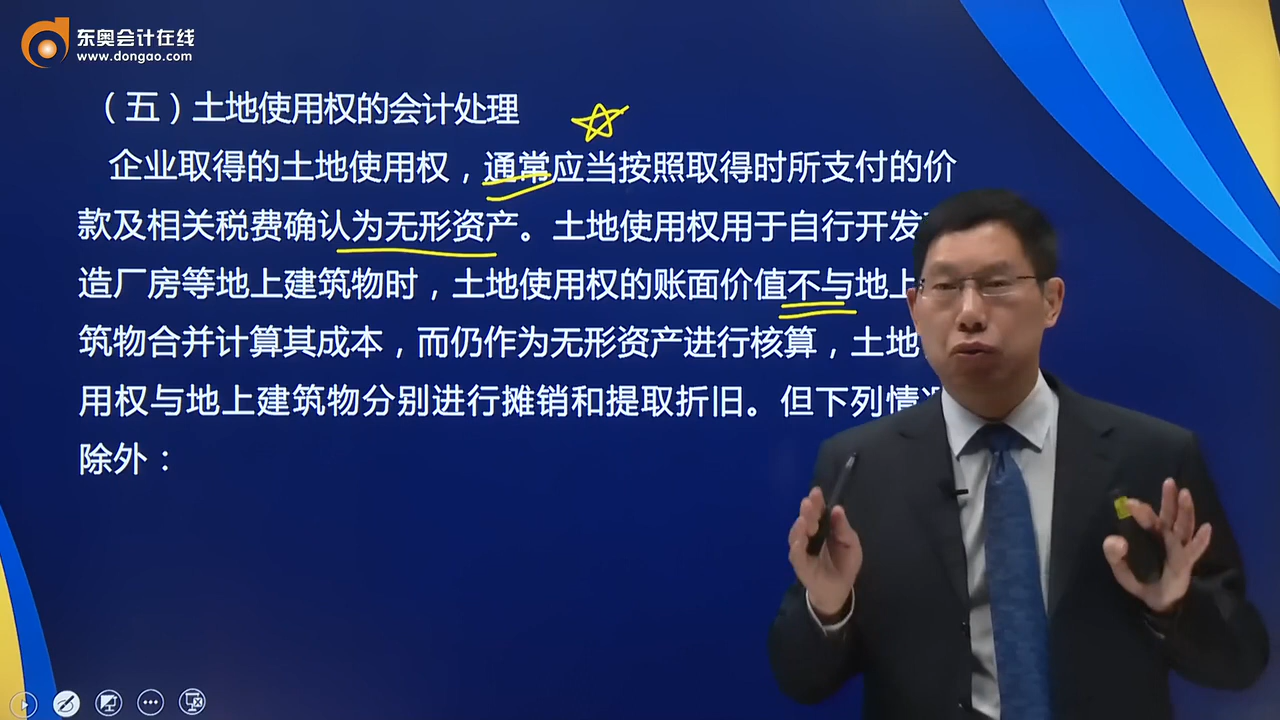 东奥会计在线
www.dongao.com
（五）土地使用权的会计处理
企业取得的土地使用权，通常应当按照取得时所支付的价
款及相关税费确认为无形资产。土地使用权用于自行开发
造厂房等地上建筑物时，土地使用权的账面价值不与地上
筑物合并计算其成本，而仍作为无形资产进行核算，土地
用权与地上建筑物分别进行摊销和提取折旧。但下列情况
除外：